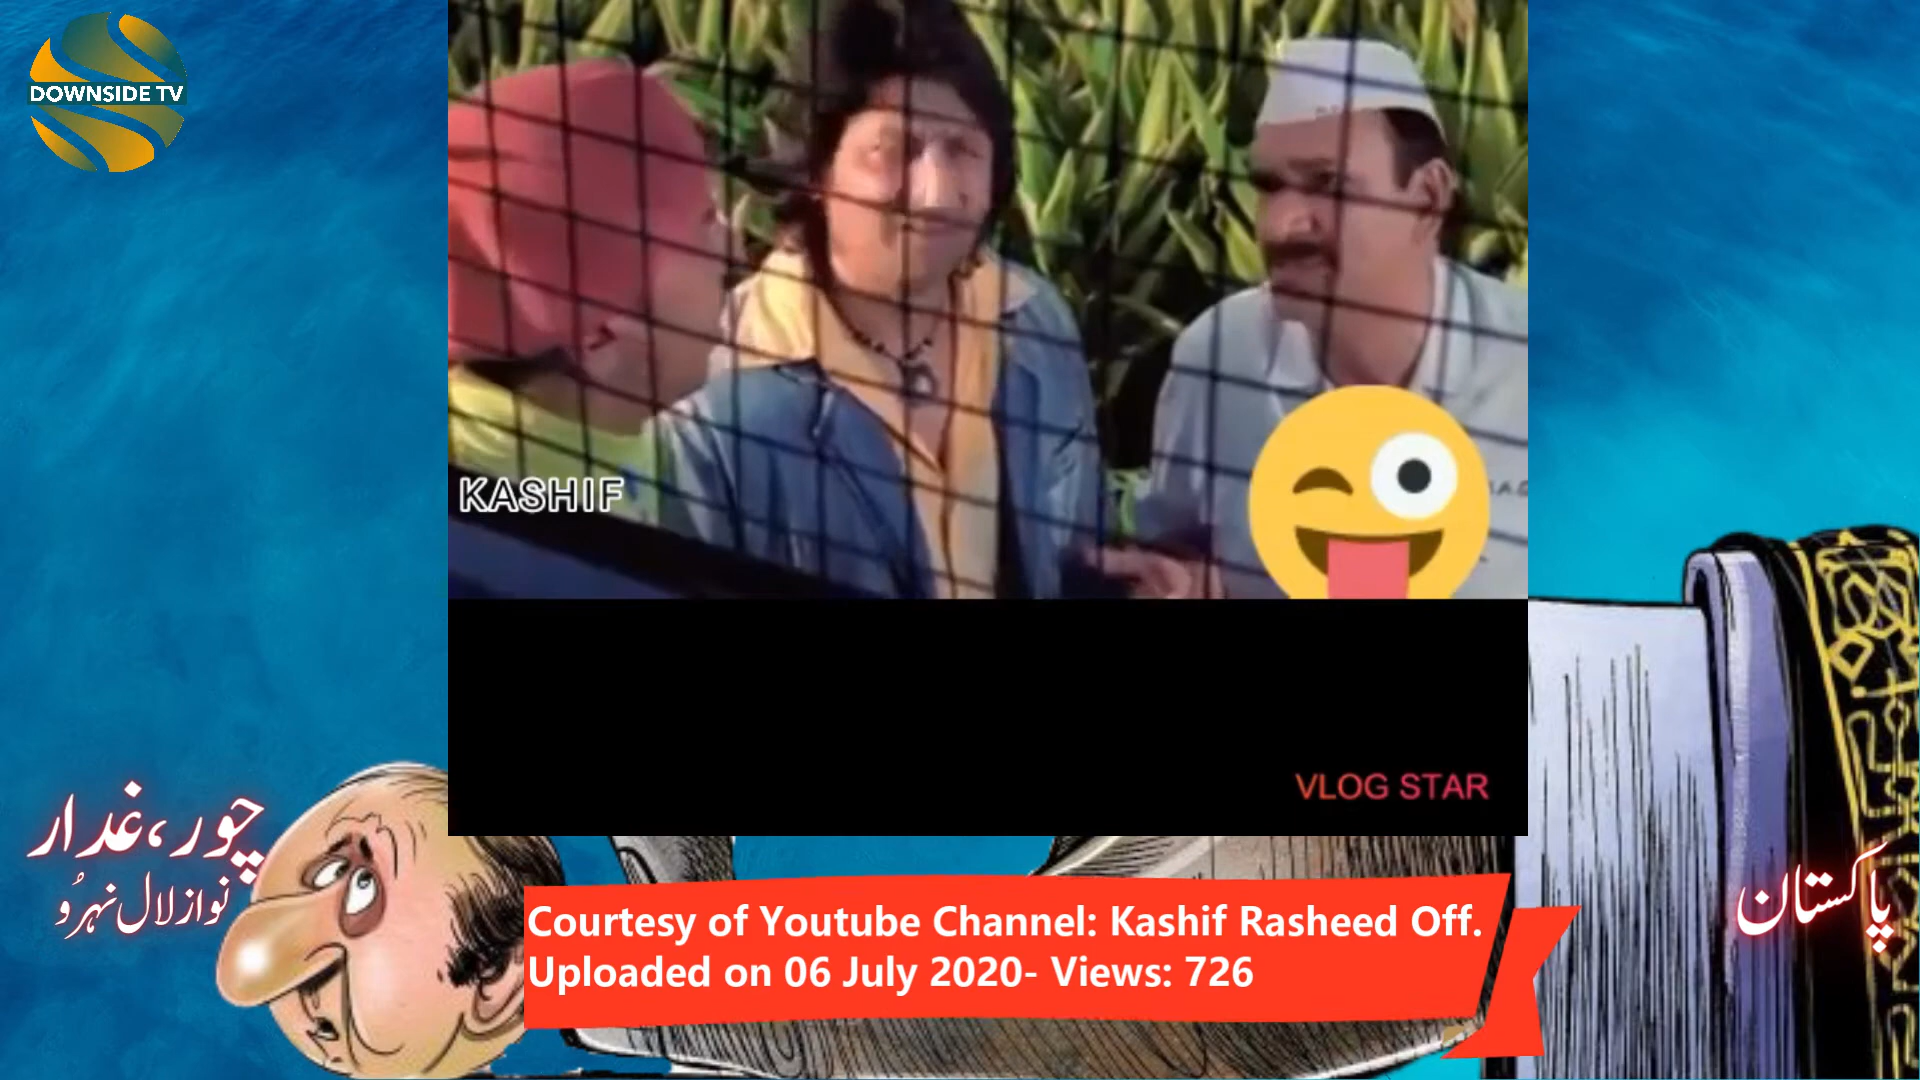 DOWNSIDE TV
KASHIF
VLOG STAR
چور،غدار
نوازلال نہرُو
Courtesy of Youtube Channel: Kashif Rasheed Off.
Uploaded on 06 July 2020- Views: 726
پاکستان